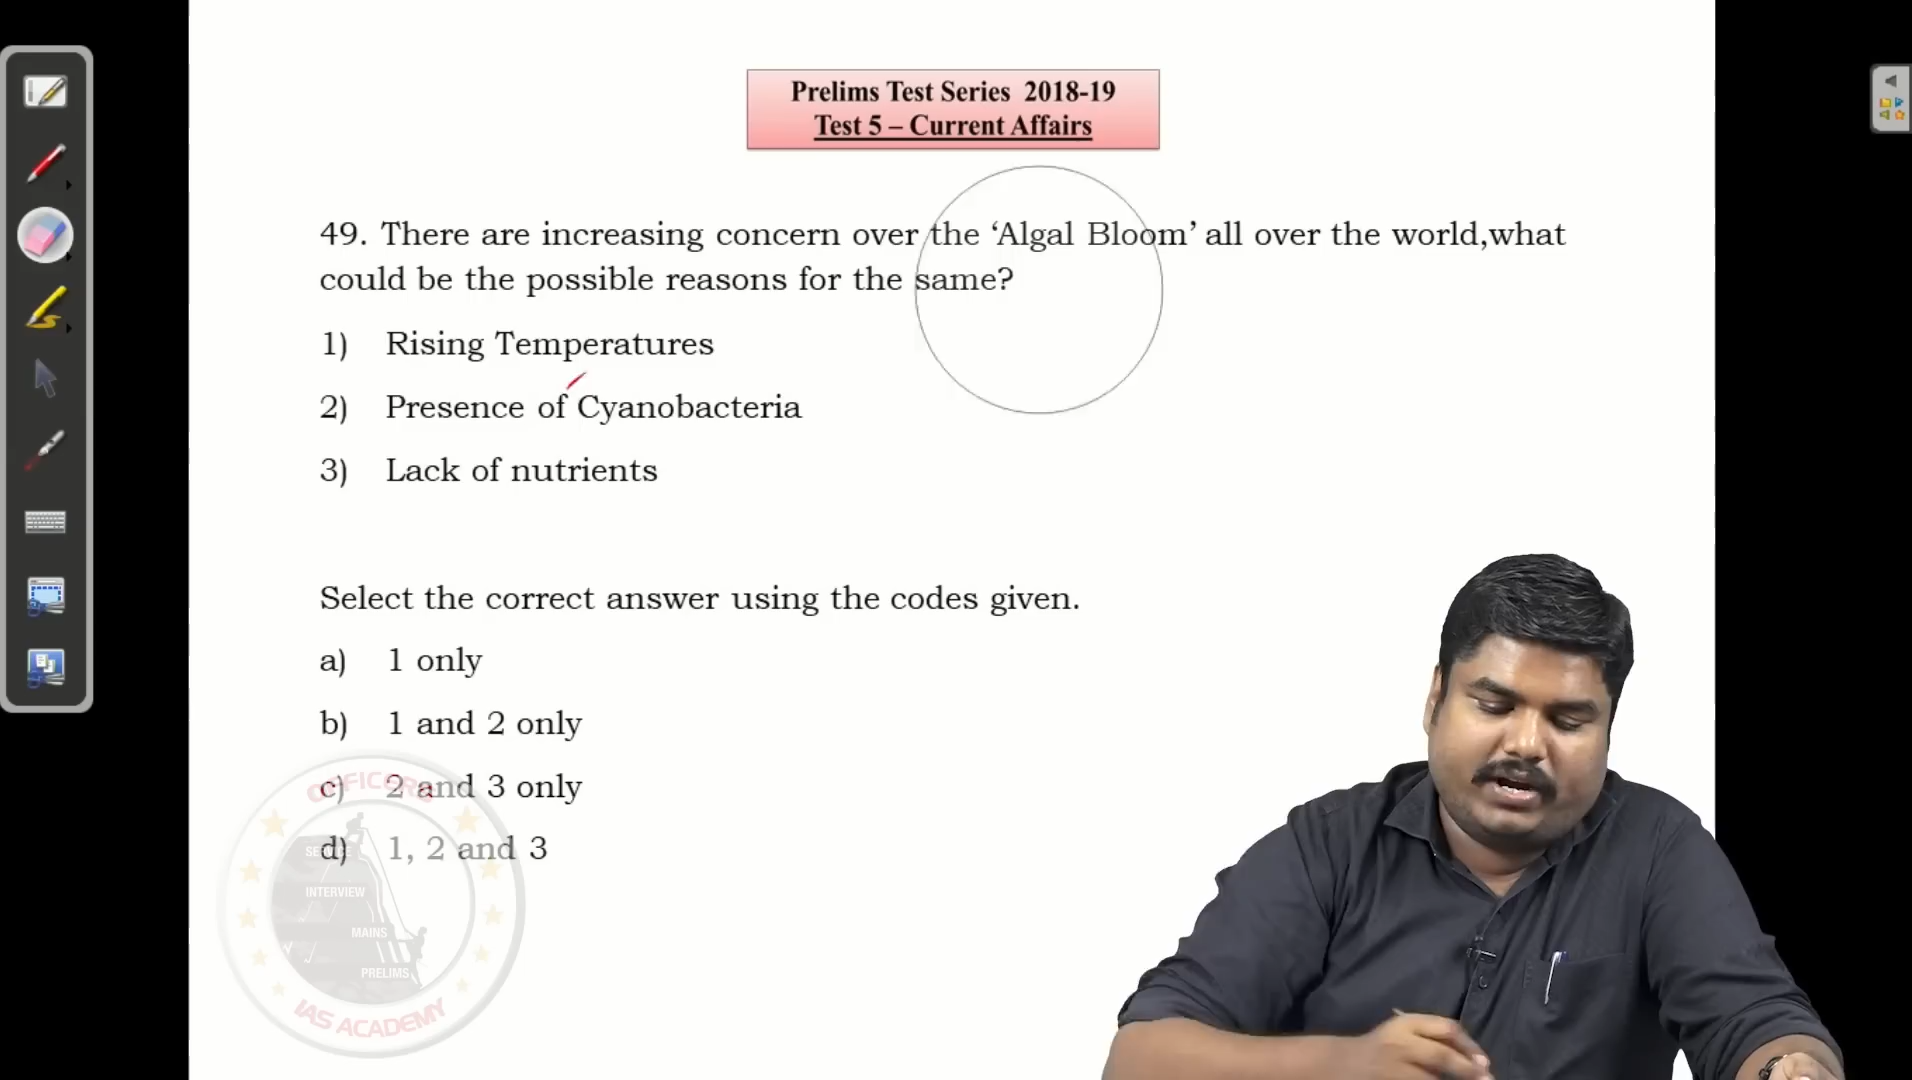 Prelims Test Series 2018-19
Test 5 – Current Affairs
49. There are increasing concern over the ‘Algal Bloom’ all over the world,what
could be the possible reasons for the same?
1) Rising Temperatures
2) Presence of Cyanobacteria
3) Lack of nutrients
Select the correct answer using the codes given.
a) 1 only
b) 1 and 2 only
c) 2 and 3 only
d) 1, 2 and 3
OFFICERS
SERVICE
INTERVIEW
MAINS
PRELIMS
IAS ACADEMY